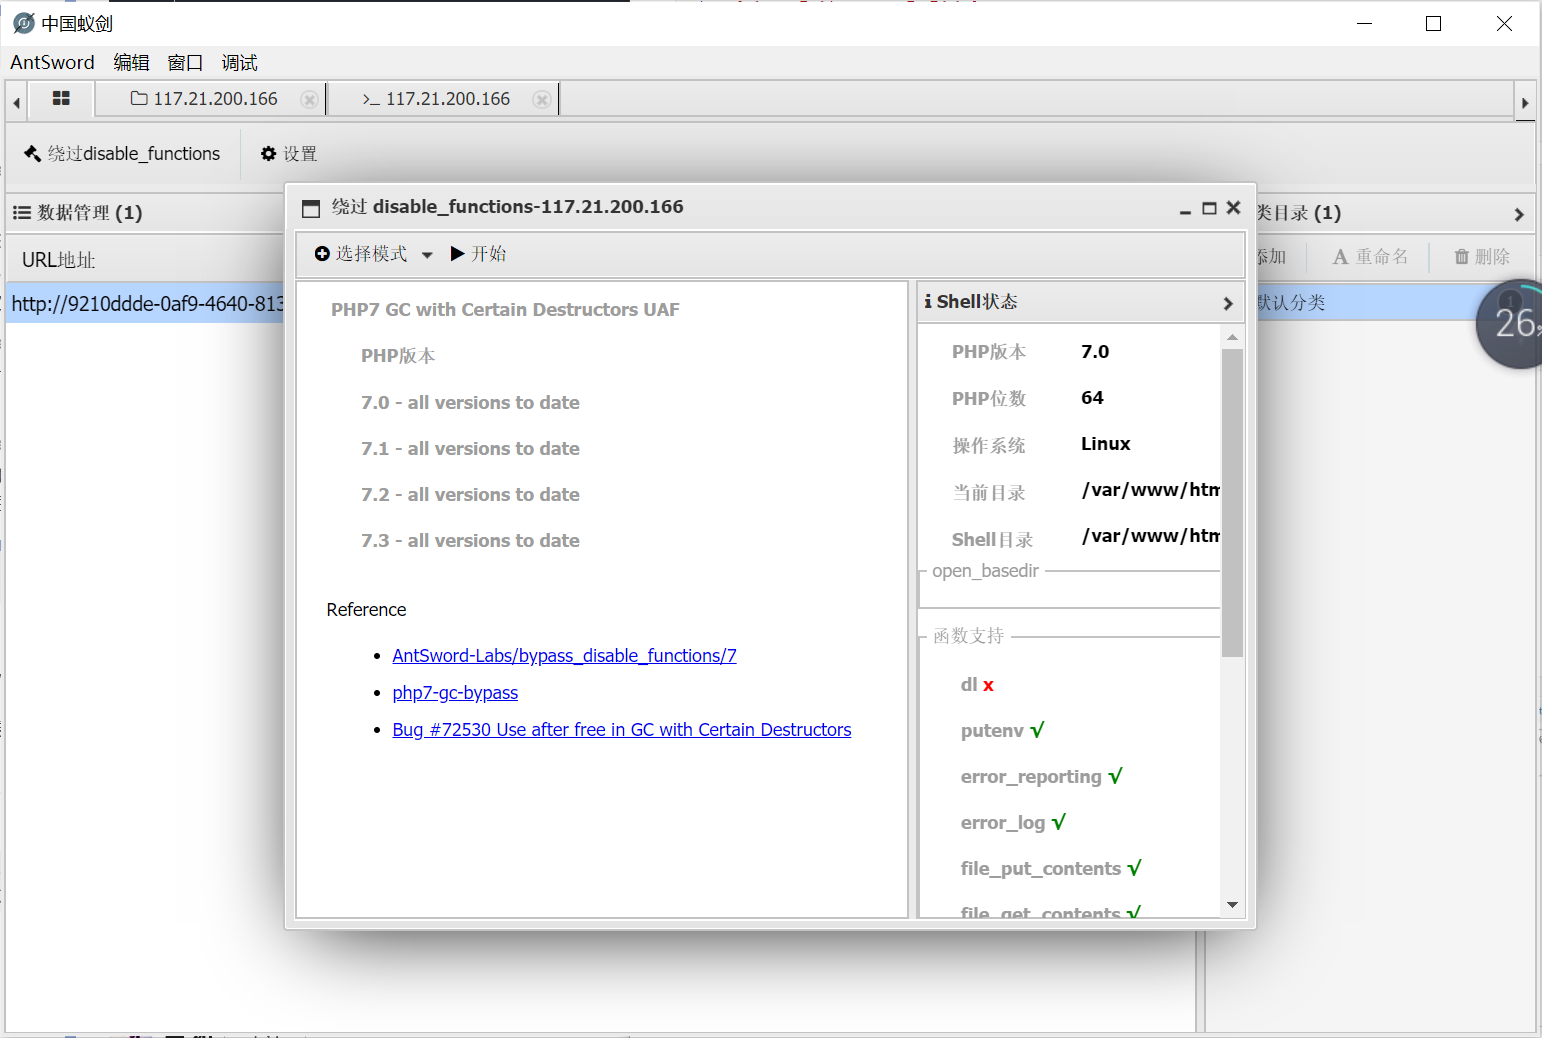 中国蚁剑
AntSword 编辑 窗口 调试
117.21.200.166
>_ 117.21.200.166
绕过disable_functions
设置
数据管理 (1)
URL地址
http://9210ddde-0af9-4640-813
绕过 disable_functions-117.21.200.166
选择模式
开始
PHP7 GC with Certain Destructors UAF
PHP版本
7.0 - all versions to date
7.1 - all versions to date
7.2 - all versions to date
7.3 - all versions to date
Reference
AntSword-Labs/bypass_disable_functions/7
php7-gc-bypass
Bug #72530 Use after free in GC with Certain Destructors
Shell状态
PHP版本 7.0
PHP位数 64
操作系统 Linux
当前目录 /var/www/htm
Shell目录 /var/www/htm
open_basedir
函数支持
dl x
putenv √
error_reporting √
error_log √
file_put_contents √
file_get_contents √
类目录 (1)
添加
A 重命名
删除
默认分类
1
26%